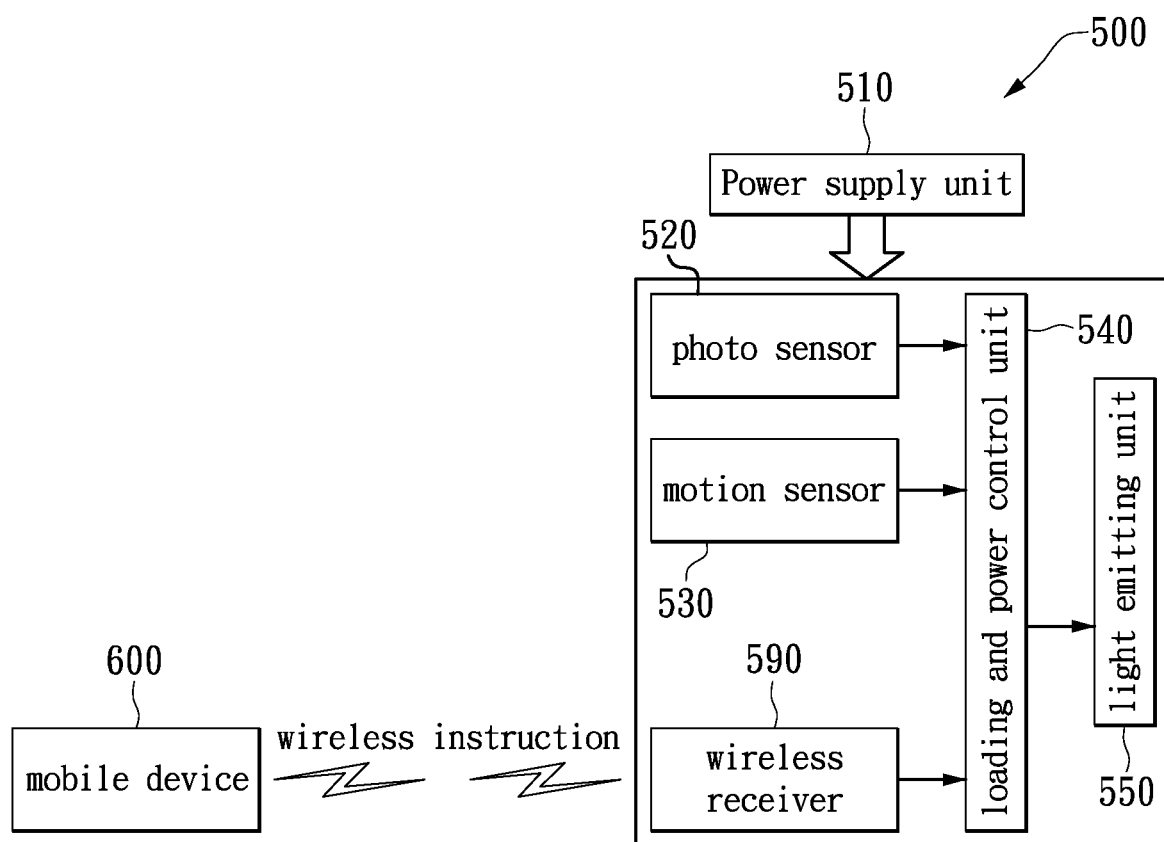 500
510
Power supply unit
520
photo sensor
540
loading and power control unit
motion sensor
530
light emitting unit
550
600
mobile device
wireless instruction
590
wireless
receiver